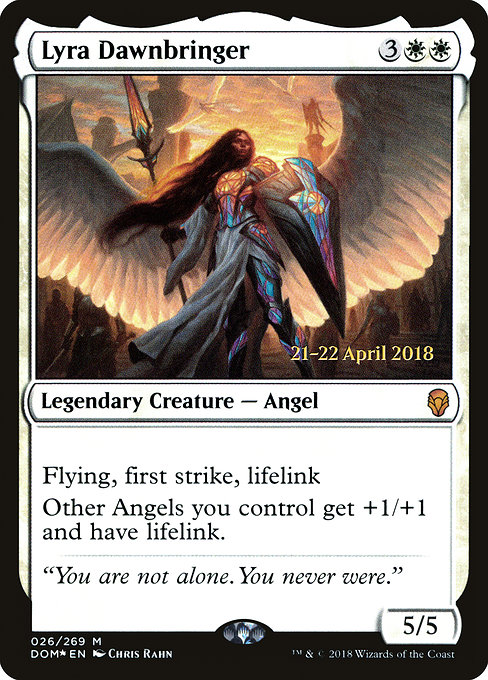 Lyra Dawnbringer 3
21–22 April 2018
Legendary Creature — Angel
Flying, first strike, lifelink
Other Angels you control get +1/+1
and have lifelink.
“You are not alone. You never were.”
5/5
026/269 M
DOM★EN Chris Rahn
™ & © 2018 Wizards of the Coast